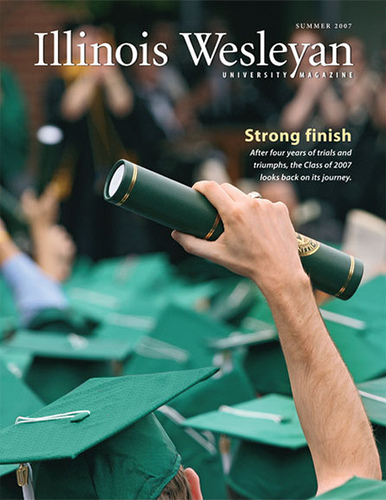 SUMMER 2007
Illinois Wesleyan
UNIVERSITY MAGAZINE
Strong finish
After four years of trials and
triumphs, the Class of 2007
looks back on its journey.